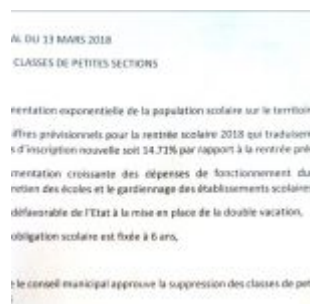 DU 13 MARS 2018
CLASSES DE PETITES SECTIONS
mentation exponentielle de la population scolaire sur le territoir
iffres prévisionnels pour la rentrée scolaire 2018 qui traduisen
s d'inscription nouvelle soit 14.71% par rapport à la rentrée pré
mentation croissante des dépenses de fonctionnement du
retien des écoles et le gardiennage des établissements scolaire
défavorable de l'Etat à la mise en place de la double vacation,
obligation scolaire est fixée à 6 ans,
e le conseil municipal approuve la suppression des classes de pet